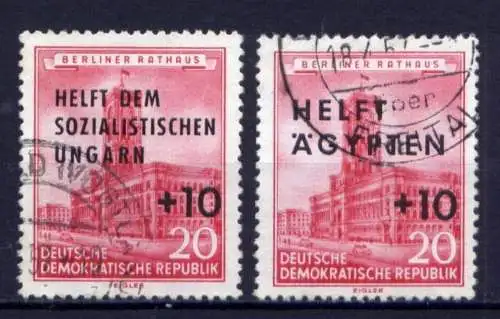 BERLINER RATHAUS
HELFT DEM
SOZIALISTISCHEN
UNGARN
+10
20
DEUTSCHE
DEMOKRATISCHE REPUBLIK
ZIGLER
BERLINER RATHAUS
HELFT
ÄGYPTEN
+10
20
DEUTSCHE
DEMOKRATISCHE REPUBLIK